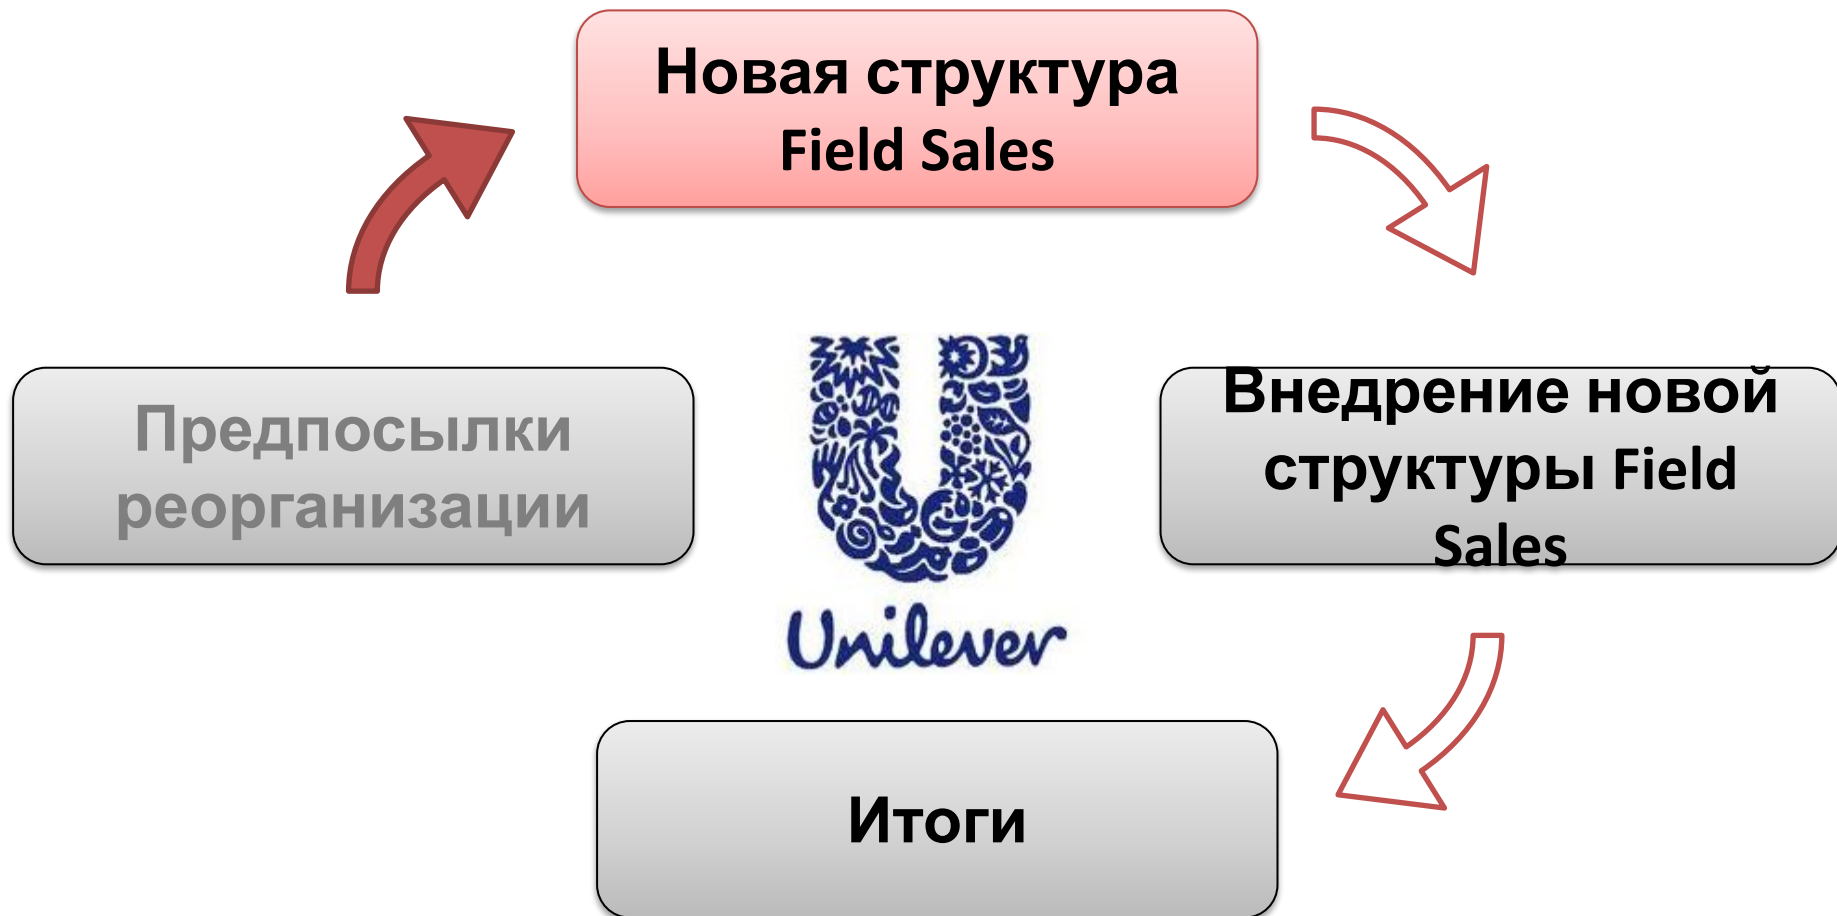 Новая структура
Field Sales
Предпосылки
реорганизации
Внедрение новой
структуры Field
Sales
Unilever
Итоги